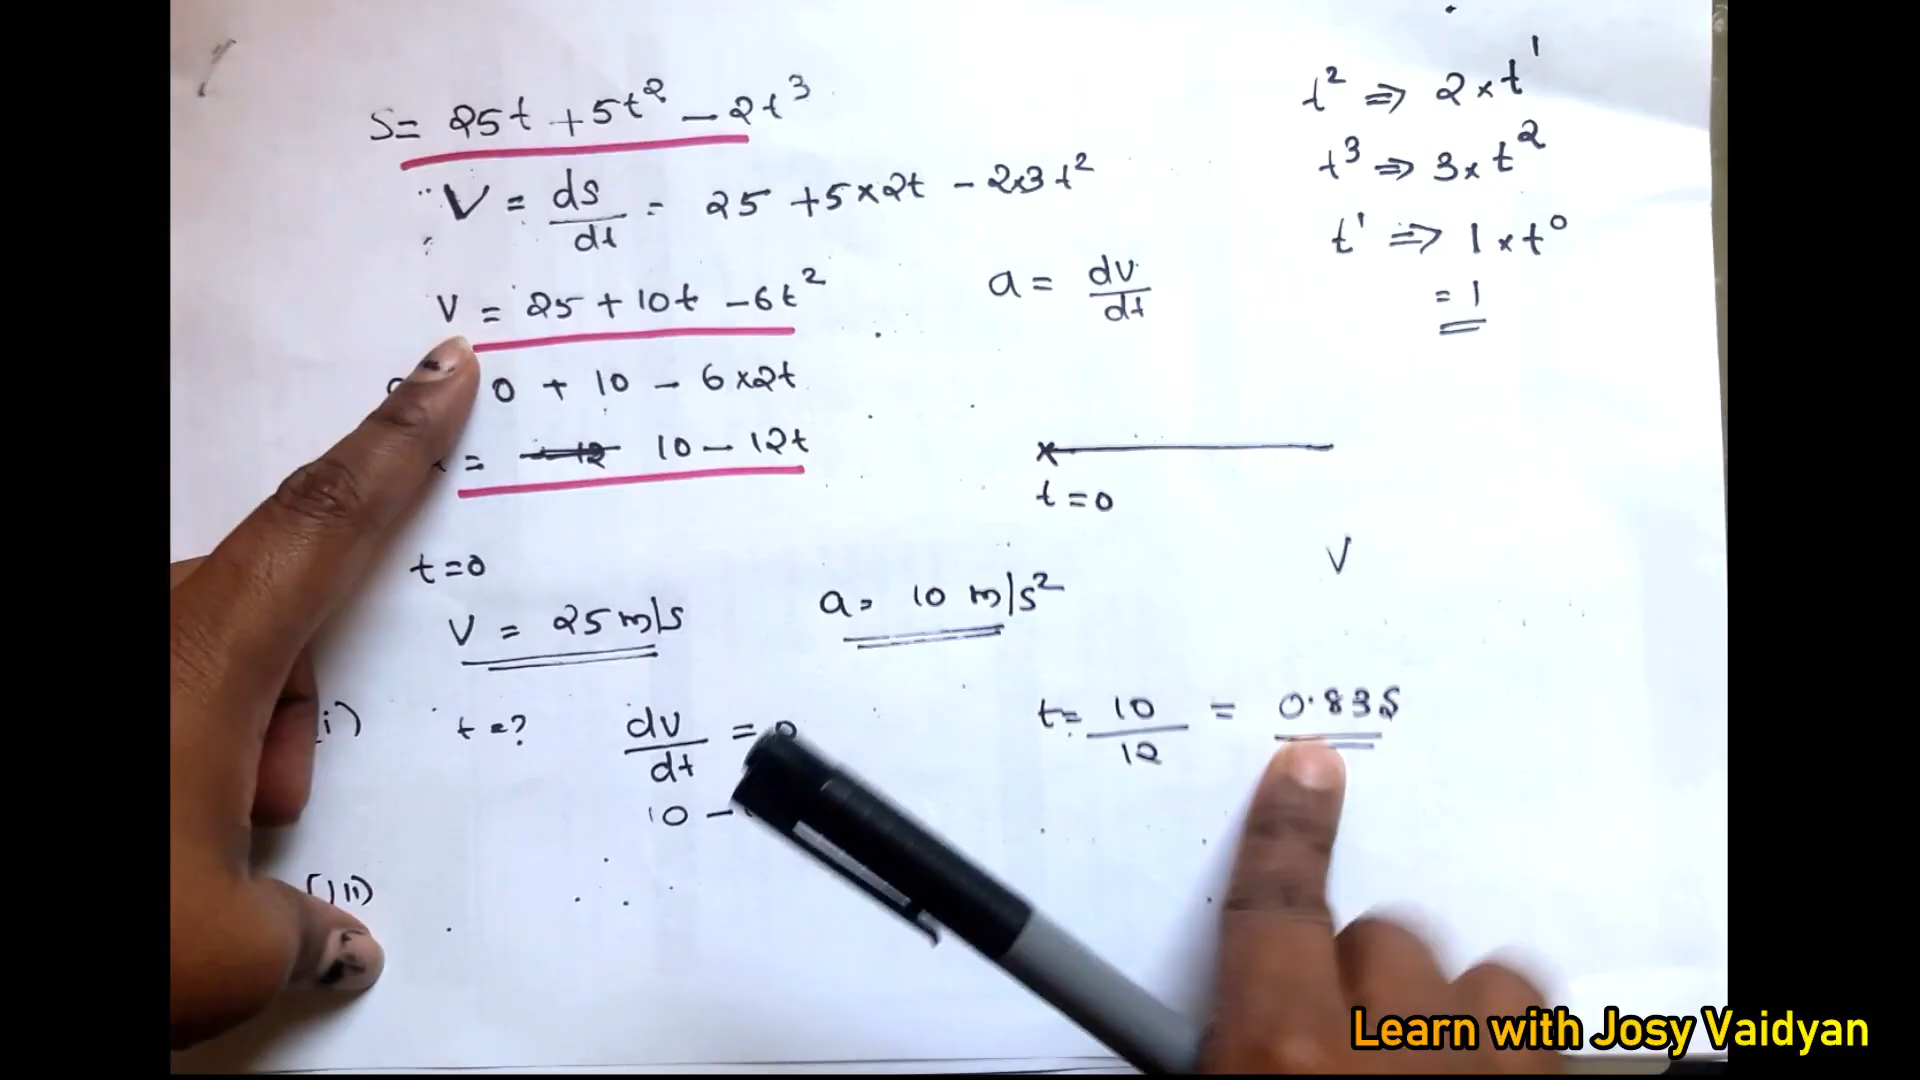 S= 25t + 5t² - 2t³
V = ds/dt = 25 + 5×2t - 2×3t²
V = 25 + 10t - 6t²
0 + 10 - 6×2t
= 10 - 12t
t=0
V = 25 m/s
a= 10 m/s²
i) t=? dv/dt = 0
10 -
t= 10/12 = 0.83s
(iii)
a = dv/dt
t² ⇒ 2×t¹
t³ ⇒ 3×t²
t¹ ⇒ 1×t⁰
= 1
t=0
V
Learn with Josy Vaidyan